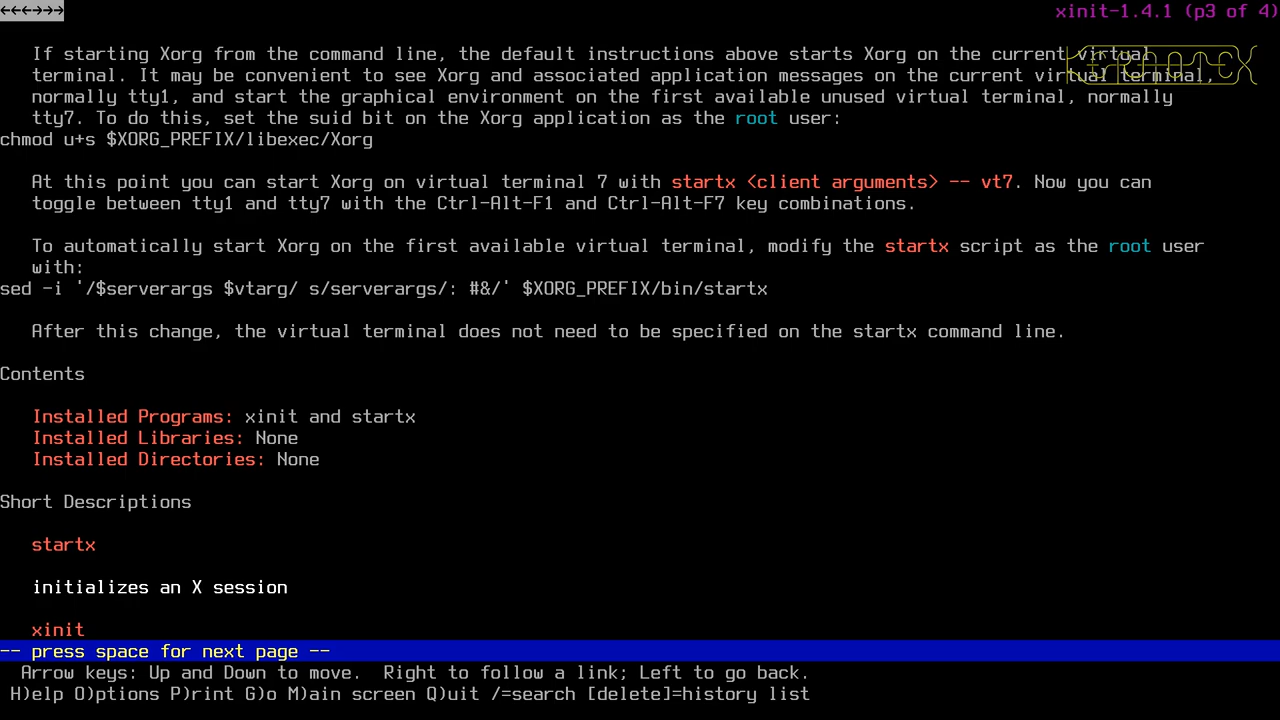 ←←←→→→ xinit-1.4.1 (p3 of 4)
If starting Xorg from the command line, the default instructions above starts Xorg on the current virtual
terminal. It may be convenient to see Xorg and associated application messages on the current virtual terminal,
normally tty1, and start the graphical environment on the first available unused virtual terminal, normally
tty7. To do this, set the suid bit on the Xorg application as the root user:
chmod u+s $XORG_PREFIX/libexec/Xorg
At this point you can start Xorg on virtual terminal 7 with startx <client arguments> -- vt7. Now you can
toggle between tty1 and tty7 with the Ctrl-Alt-F1 and Ctrl-Alt-F7 key combinations.
To automatically start Xorg on the first available virtual terminal, modify the startx script as the root user
with:
sed -i '/$serverargs $vtarg/ s/serverargs/: #&/' $XORG_PREFIX/bin/startx
After this change, the virtual terminal does not need to be specified on the startx command line.
Contents
Installed Programs: xinit and startx
Installed Libraries: None
Installed Directories: None
Short Descriptions
startx
initializes an X session
xinit
-- press space for next page --
Arrow keys: Up and Down to move. Right to follow a link; Left to go back.
H)elp O)ptions P)rint G)o M)ain screen Q)uit /=search [delete]=history list